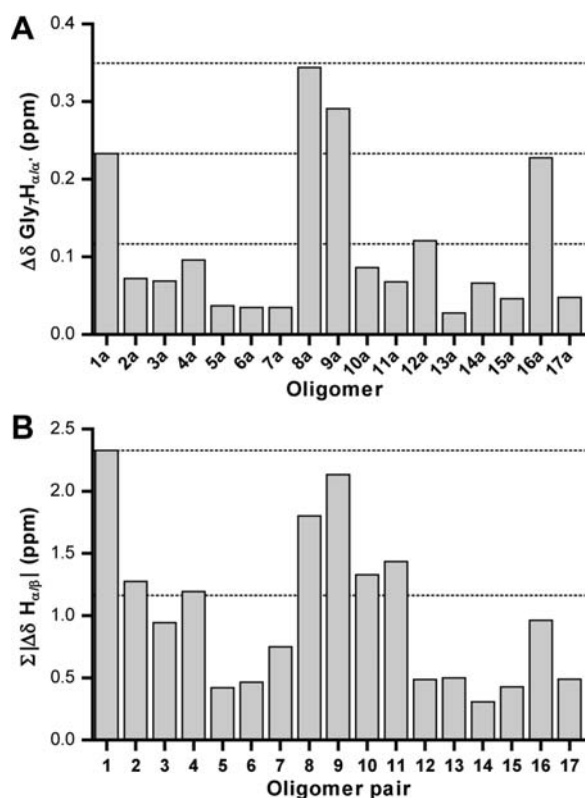 A
Δδ Gly7Hα/α' (ppm)
0.4
0.3
0.2
0.1
0.0
1a 2a 3a 4a 5a 6a 7a 8a 9a 10a 11a 12a 13a 14a 15a 16a 17a
Oligomer
B
Σ|Δδ Hα/β| (ppm)
2.5
2.0
1.5
1.0
0.5
0.0
1 2 3 4 5 6 7 8 9 10 11 12 13 14 15 16 17
Oligomer pair